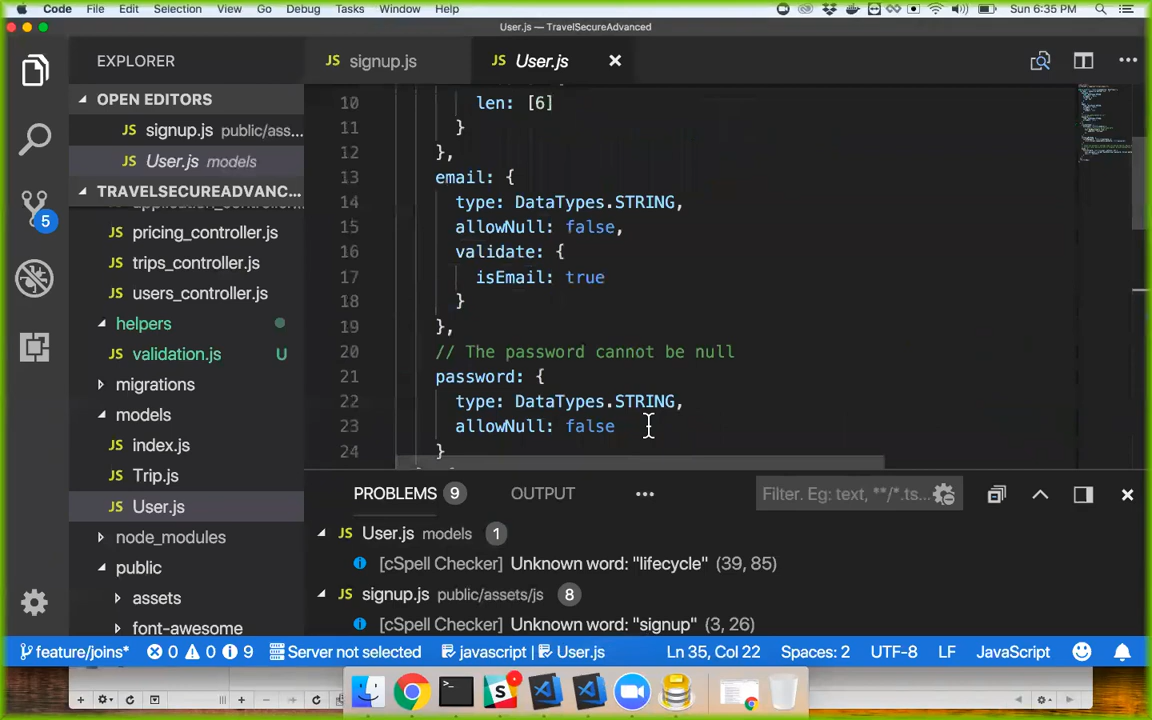 Code File Edit Selection View Go Debug Tasks Window Help Sun 6:35 PM
User.js — TravelSecureAdvanced
EXPLORER
JS signup.js
JS User.js
OPEN EDITORS
JS signup.js public/ass...
JS User.js models
TRAVELSECUREADVANC...
JS pricing_controller.js
JS trips_controller.js
JS users_controller.js
helpers
JS validation.js U
migrations
models
JS index.js
JS Trip.js
JS User.js
node_modules
public
assets
font-awesome
5
10 len: [6]
11 }
12 },
13 email: {
14 type: DataTypes.STRING,
15 allowNull: false,
16 validate: {
17 isEmail: true
18 }
19 },
20 // The password cannot be null
21 password: {
22 type: DataTypes.STRING,
23 allowNull: false
24 }
PROBLEMS 9 OUTPUT ... Filter. Eg: text, **/*.ts...
JS User.js models 1
[cSpell Checker] Unknown word: "lifecycle" (39, 85)
JS signup.js public/assets/js 8
[cSpell Checker] Unknown word: "signup" (3, 26)
feature/joins* 0 0 9 Server not selected javascript | User.js Ln 35, Col 22 Spaces: 2 UTF-8 LF JavaScript